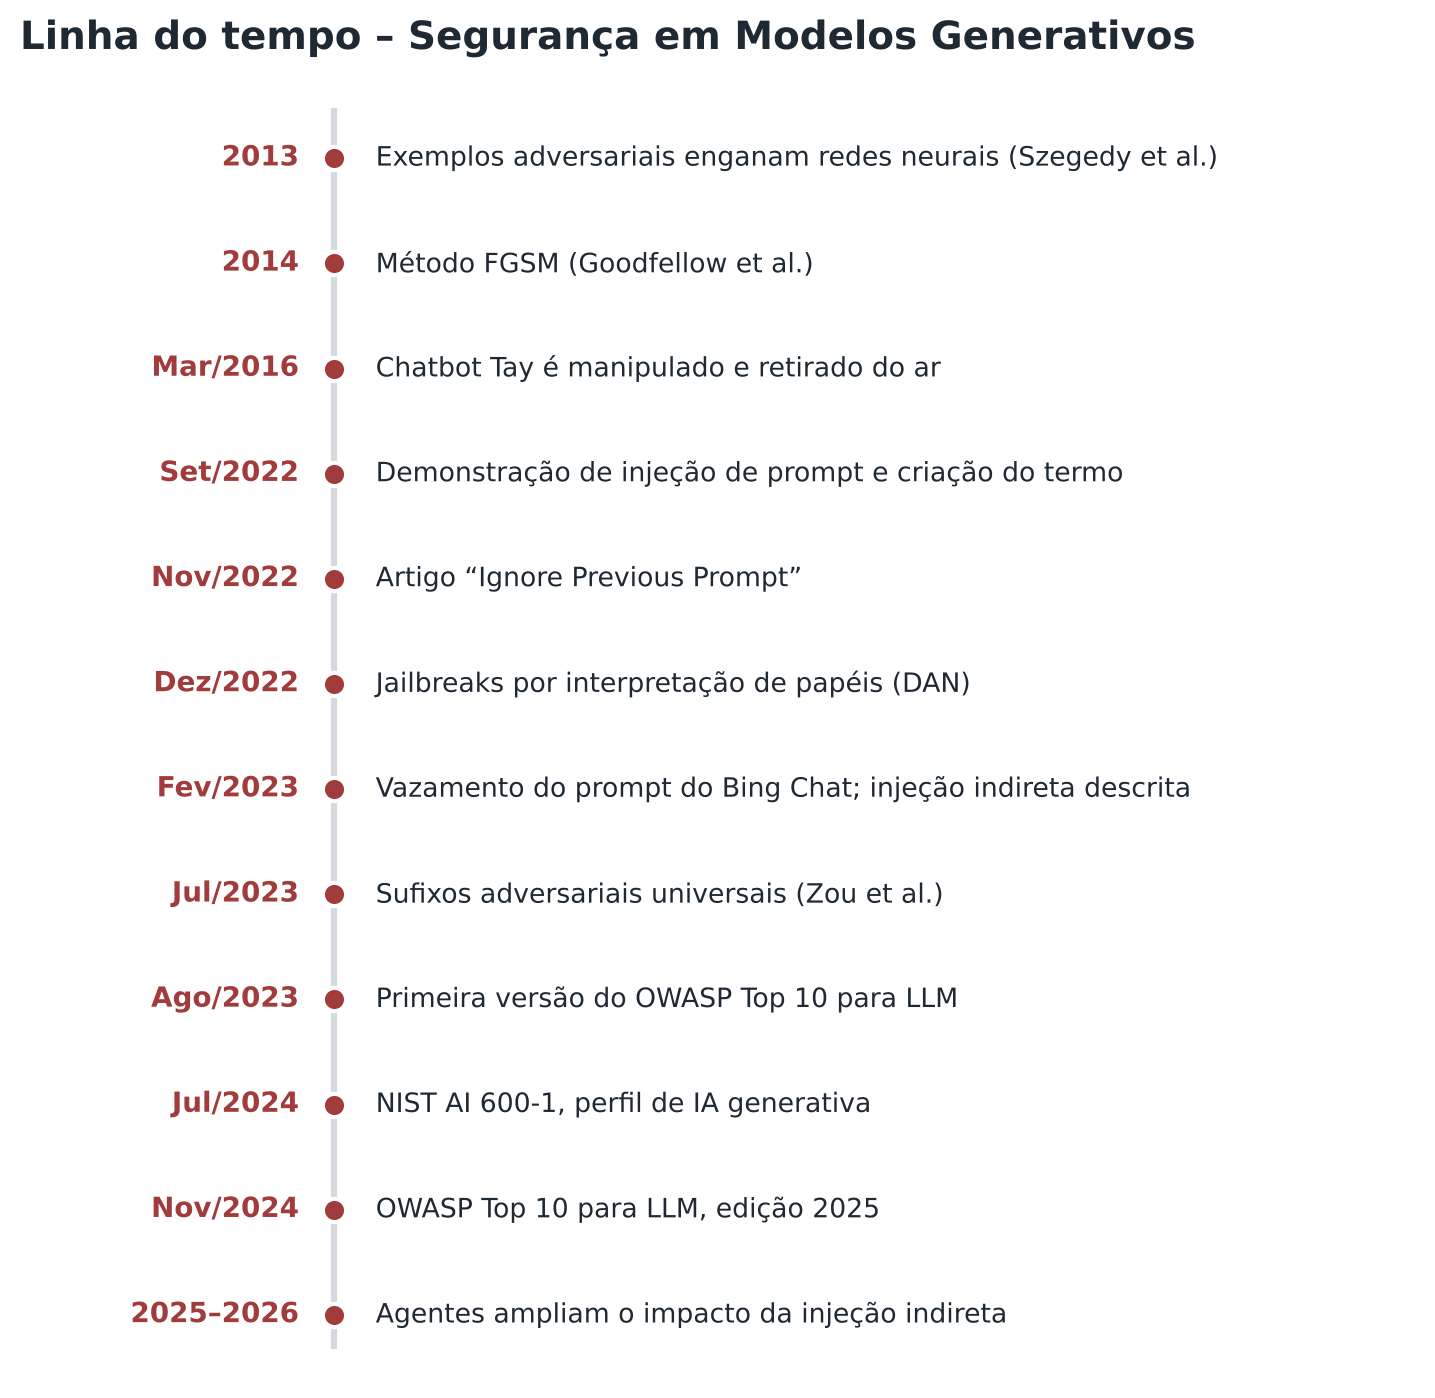 Linha do tempo – Segurança em Modelos Generativos
2013 Exemplos adversariais enganam redes neurais (Szegedy et al.)
2014 Método FGSM (Goodfellow et al.)
Mar/2016 Chatbot Tay é manipulado e retirado do ar
Set/2022 Demonstração de injeção de prompt e criação do termo
Nov/2022 Artigo “Ignore Previous Prompt”
Dez/2022 Jailbreaks por interpretação de papéis (DAN)
Fev/2023 Vazamento do prompt do Bing Chat; injeção indireta descrita
Jul/2023 Sufixos adversariais universais (Zou et al.)
Ago/2023 Primeira versão do OWASP Top 10 para LLM
Jul/2024 NIST AI 600-1, perfil de IA generativa
Nov/2024 OWASP Top 10 para LLM, edição 2025
2025–2026 Agentes ampliam o impacto da injeção indireta